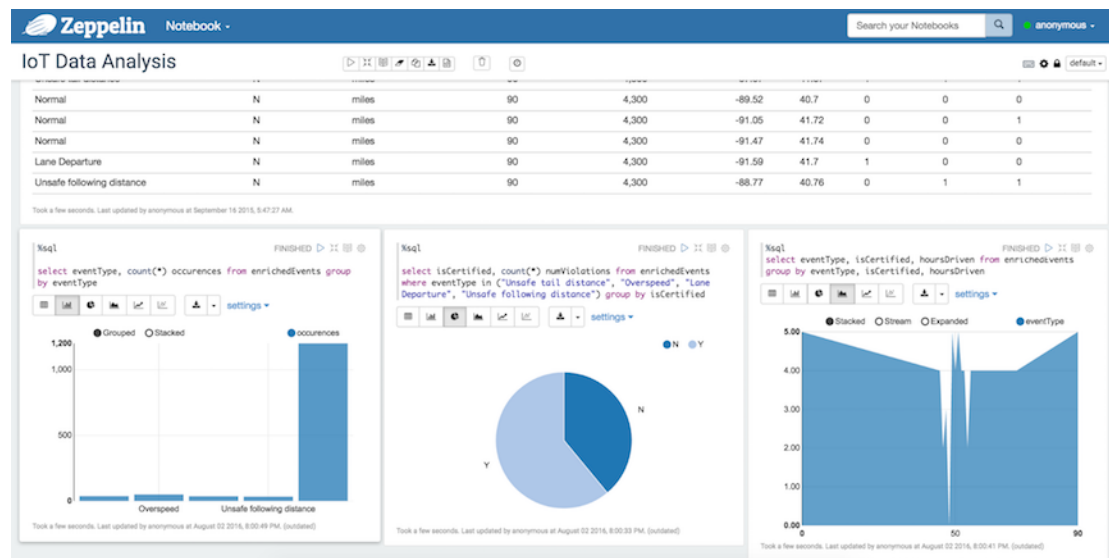 Zeppelin Notebook Search your Notebooks anonymous
IoT Data Analysis default
Normal N miles 90 4,300 -89.52 40.7 0 0 0
Normal N miles 90 4,300 -91.05 41.72 0 0 1
Normal N miles 90 4,300 -91.47 41.74 0 0 0
Lane Departure N miles 90 4,300 -91.59 41.7 1 0 0
Unsafe following distance N miles 90 4,300 -88.77 40.76 0 1 1
Took a few seconds. Last updated by anonymous at September 16 2015, 5:47:27 AM.
%sql FINISHED
select eventType, count(*) occurences from enrichedEvents group
by eventType
settings
Grouped Stacked occurences
1,200
1,000
500
0
Overspeed Unsafe following distance
Took a few seconds. Last updated by anonymous at August 02 2016, 8:00:49 PM. (outdated)
%sql FINISHED
select isCertified, count(*) numViolations from enrichedEvents
where eventType in ("Unsafe tail distance", "Overspeed", "Lane
Departure", "Unsafe following distance") group by isCertified
settings
N Y
N
Y
Took a few seconds. Last updated by anonymous at August 02 2016, 8:00:33 PM. (outdated)
%sql FINISHED
select eventType, isCertified, hoursDriven from enrichedEvents
group by eventType, isCertified, hoursDriven
settings
Stacked Stream Expanded eventType
5.00
4.00
3.00
2.00
1.00
0.00
0 50 90
Took a few seconds. Last updated by anonymous at August 02 2016, 8:00:41 PM. (outdated)